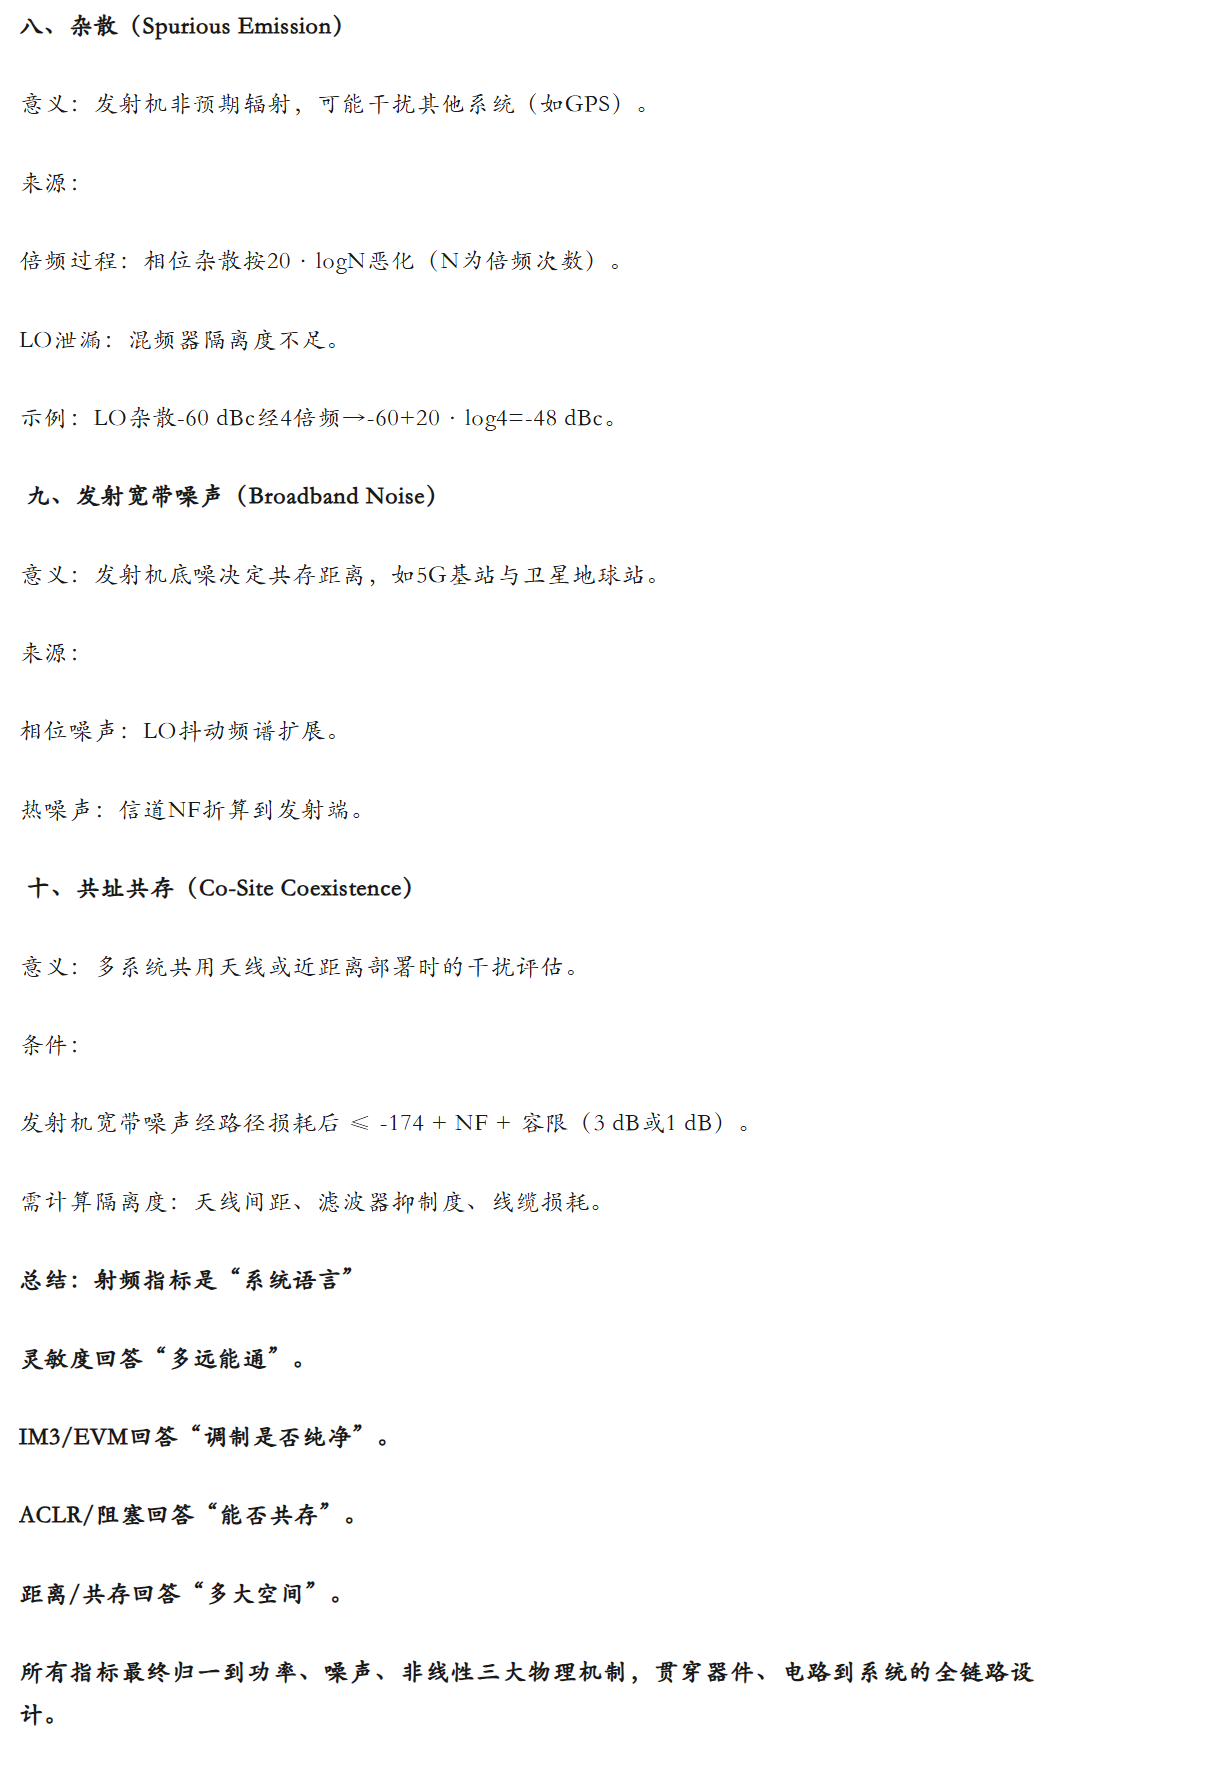 八、杂散（Spurious Emission）
意义：发射机非预期辐射，可能干扰其他系统（如GPS）。
来源：
倍频过程：相位杂散按20 · logN恶化（N为倍频次数）。
LO泄漏：混频器隔离度不足。
示例：LO杂散-60 dBc经4倍频→-60+20 · log4=-48 dBc。
九、发射宽带噪声（Broadband Noise）
意义：发射机底噪决定共存距离，如5G基站与卫星地球站。
来源：
相位噪声：LO抖动频谱扩展。
热噪声：信道NF折算到发射端。
十、共址共存（Co-Site Coexistence）
意义：多系统共用天线或近距离部署时的干扰评估。
条件：
发射机宽带噪声经路径损耗后 ≤ -174 + NF + 容限（3 dB或1 dB）。
需计算隔离度：天线间距、滤波器抑制度、线缆损耗。
总结：射频指标是“系统语言”
灵敏度回答“多远能通”。
IM3/EVM回答“调制是否纯净”。
ACLR/阻塞回答“能否共存”。
距离/共存回答“多大空间”。
所有指标最终归一到功率、噪声、非线性三大物理机制，贯穿器件、电路到系统的全链路设
计。